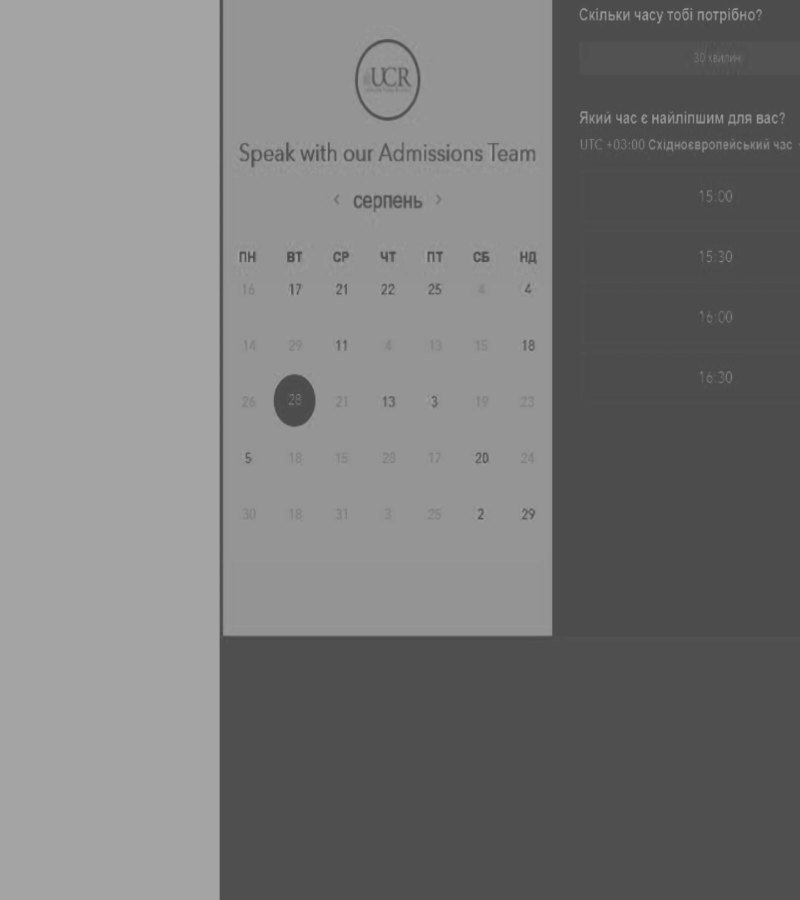 UCR
Speak with our Admissions Team
‹ серпень ›
ПН ВТ СР ЧТ ПТ СБ НД
16 17 21 22 25 4 4
14 29 11 4 13 15 18
26 28 21 13 3 19 23
5 18 15 28 17 20 24
30 18 31 3 25 2 29
Скільки часу тобі потрібно?
30 хвилин
Який час є найліпшим для вас?
UTC +03:00 Східноєвропейський час
15:00
15:30
16:00
16:30